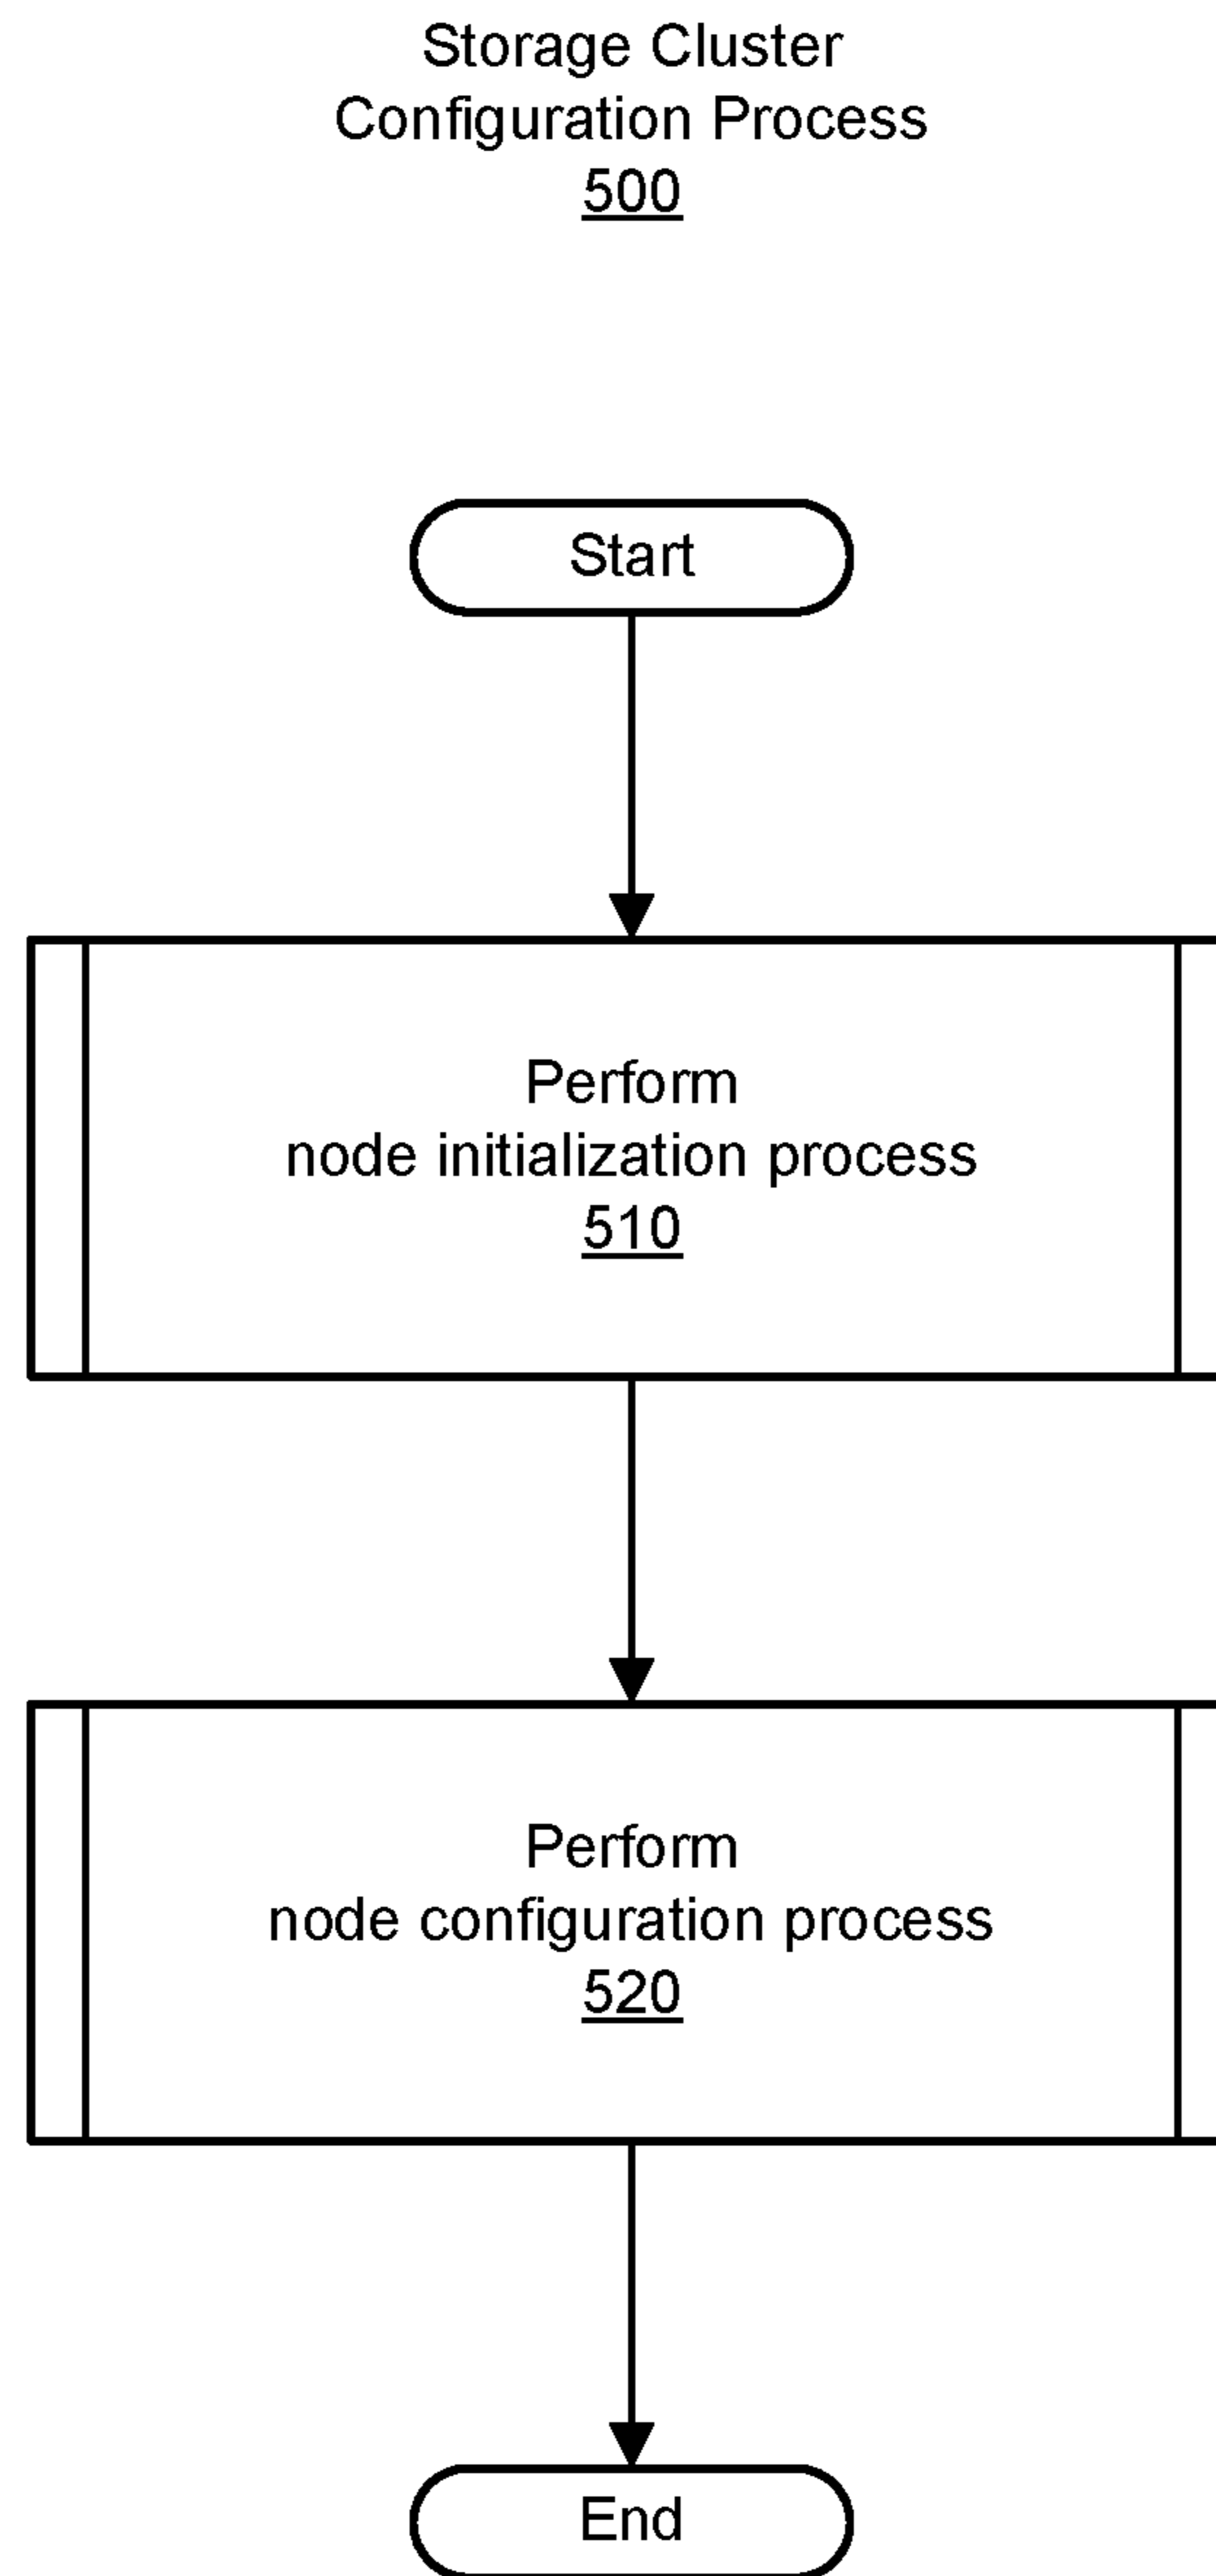 Storage Cluster
Configuration Process
500
Start
Perform
node initialization process
510
Perform
node configuration process
520
End